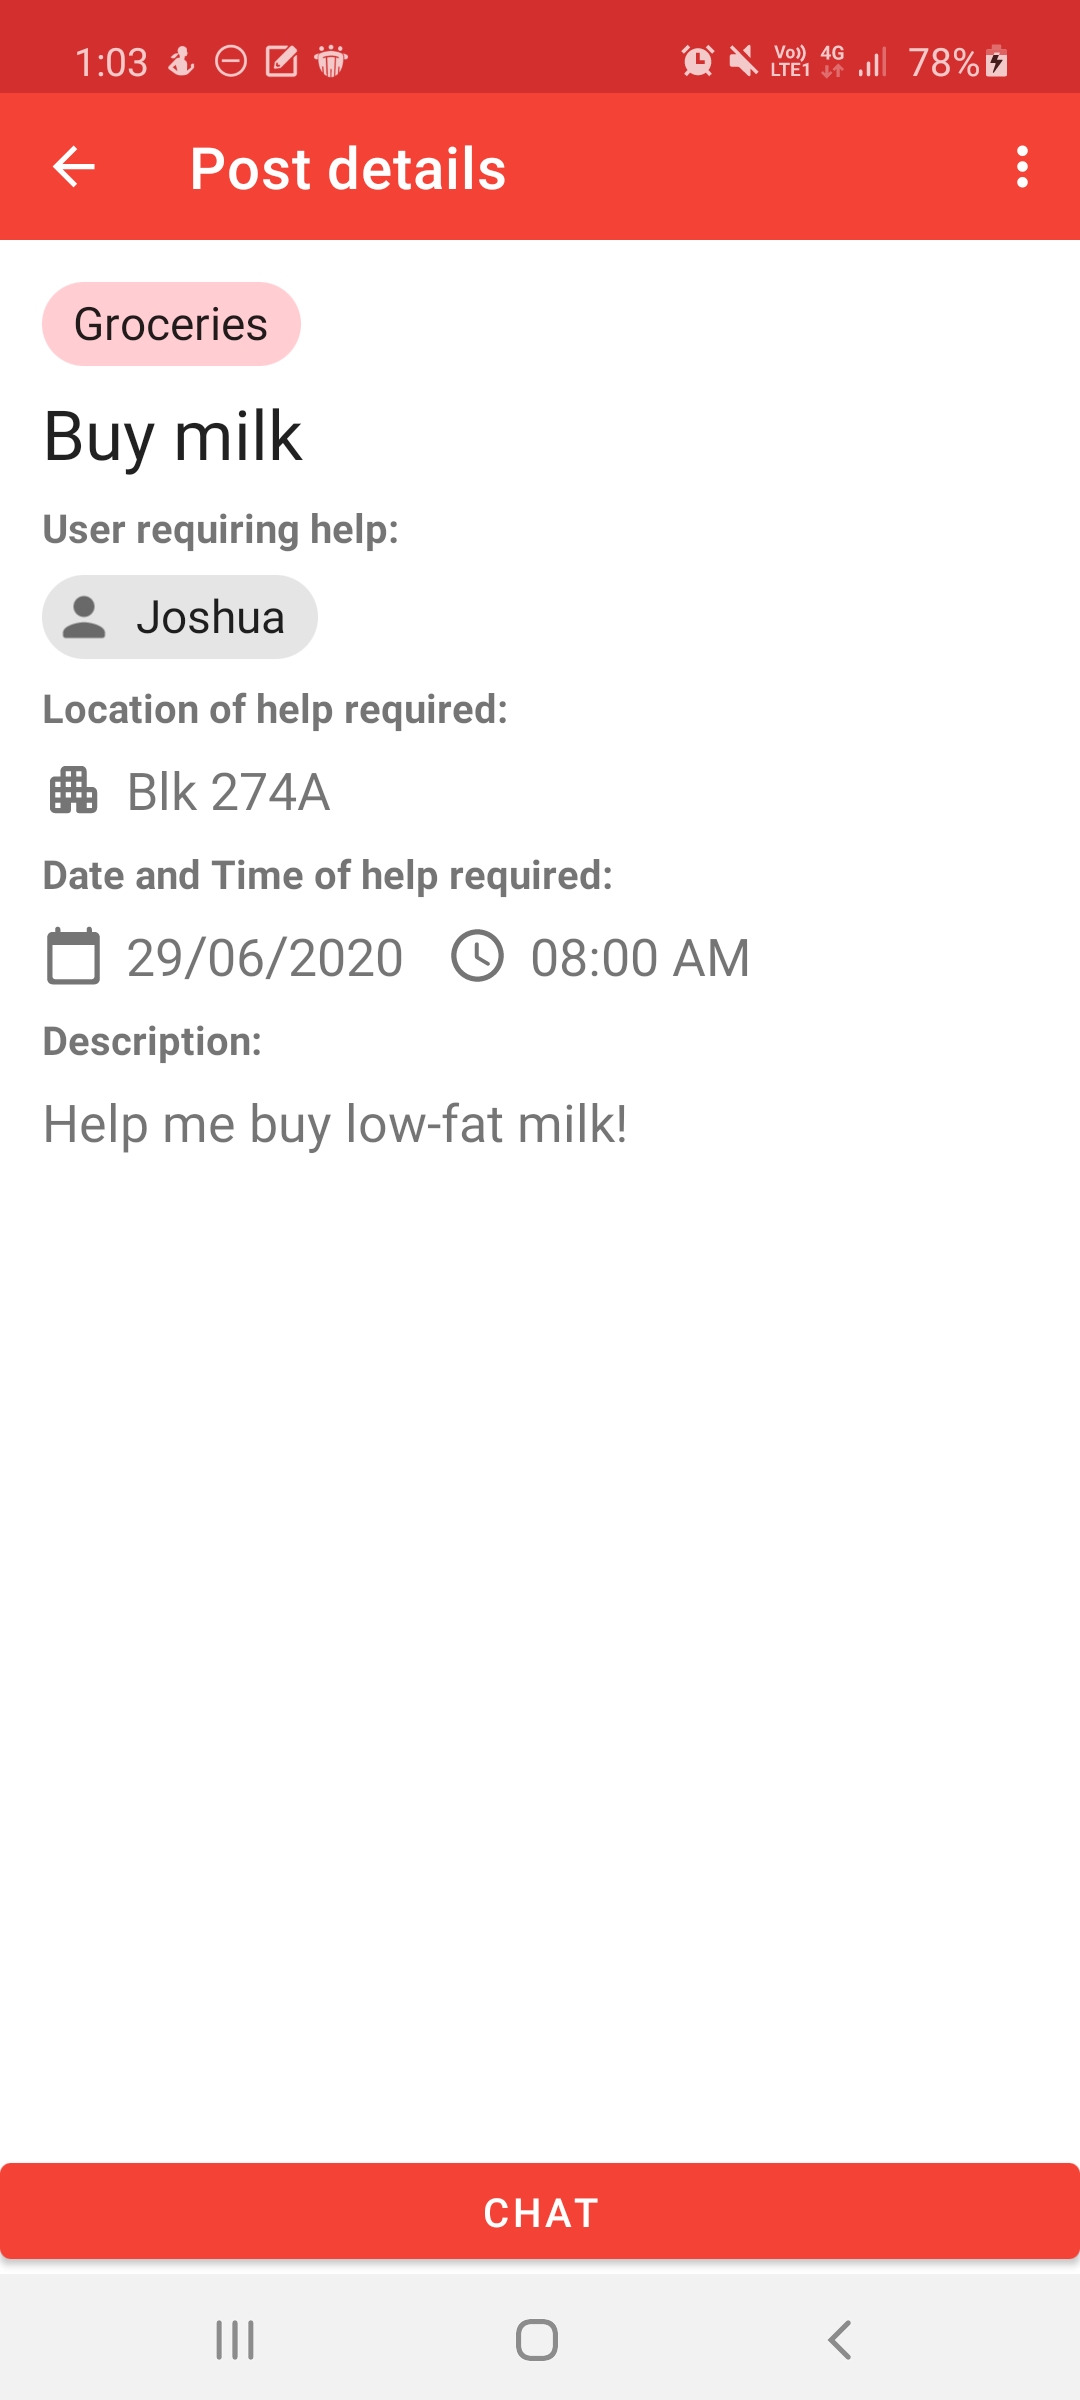 1:03 Vo)) LTE1 4G 78%
Post details
Groceries
Buy milk
User requiring help:
Joshua
Location of help required:
Blk 274A
Date and Time of help required:
29/06/2020 08:00 AM
Description:
Help me buy low-fat milk!
CHAT